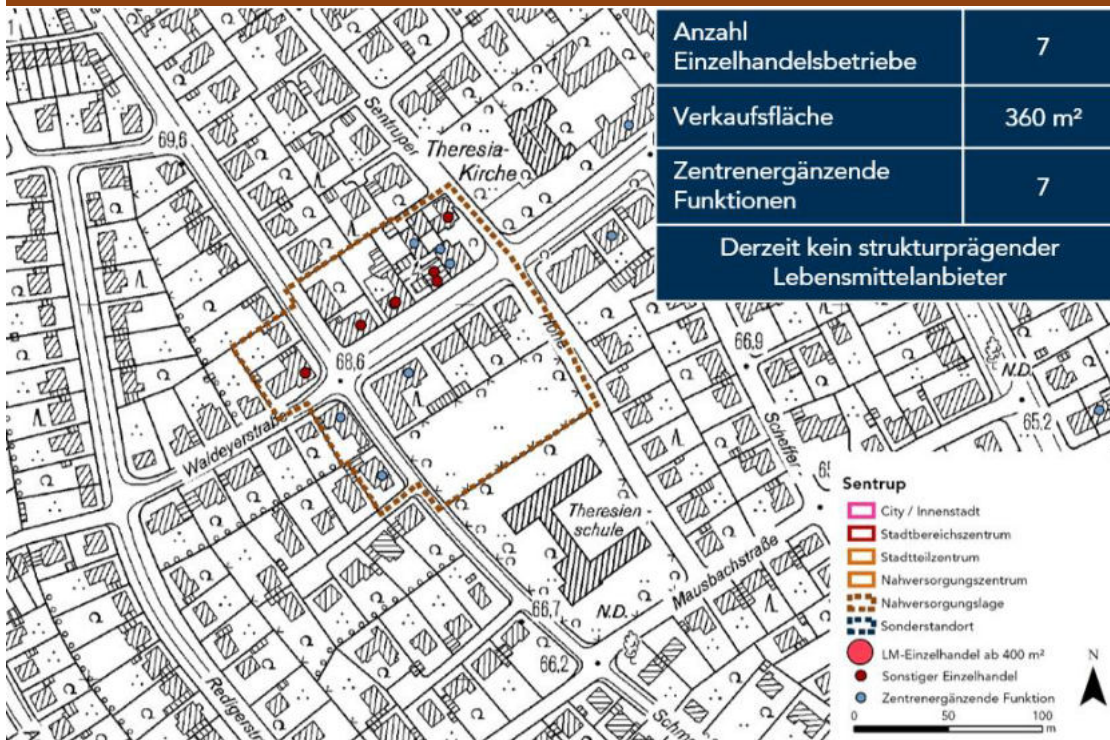 Anzahl
Einzelhandelsbetriebe
7
Verkaufsfläche
360 m²
Zentrenergänzende
Funktionen
7
Derzeit kein strukturprägender
Lebensmittelanbieter
69,6
Sentruper
Theresia-
Kirche
Höhe
68,6
66,9
N.D.
65,2
Waldeyerstraße
Scheffer
Theresien
schule
Mausbachstraße
N.D.
66,7
66,2
Sentrup
City / Innenstadt
Stadtbereichszentrum
Stadtteilzentrum
Nahversorgungszentrum
Nahversorgungslage
Sonderstandort
LM-Einzelhandel ab 400 m²
Sonstiger Einzelhandel
Zentrenergänzende Funktion
N
0 50 100
m